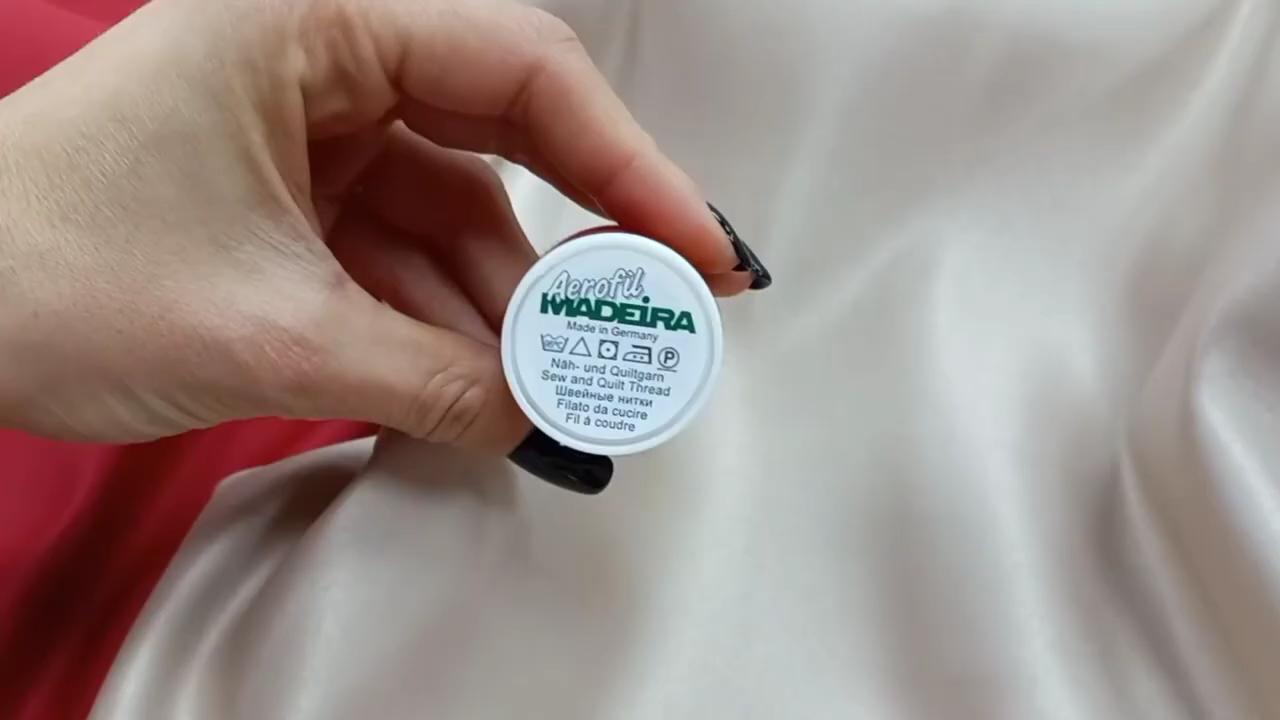 Aerofil
MADEiRA
Made in Germany
95°C
P
Näh- und Quiltgarn
Sew and Quilt Thread
Швейные нитки
Filato da cucire
Fil à coudre